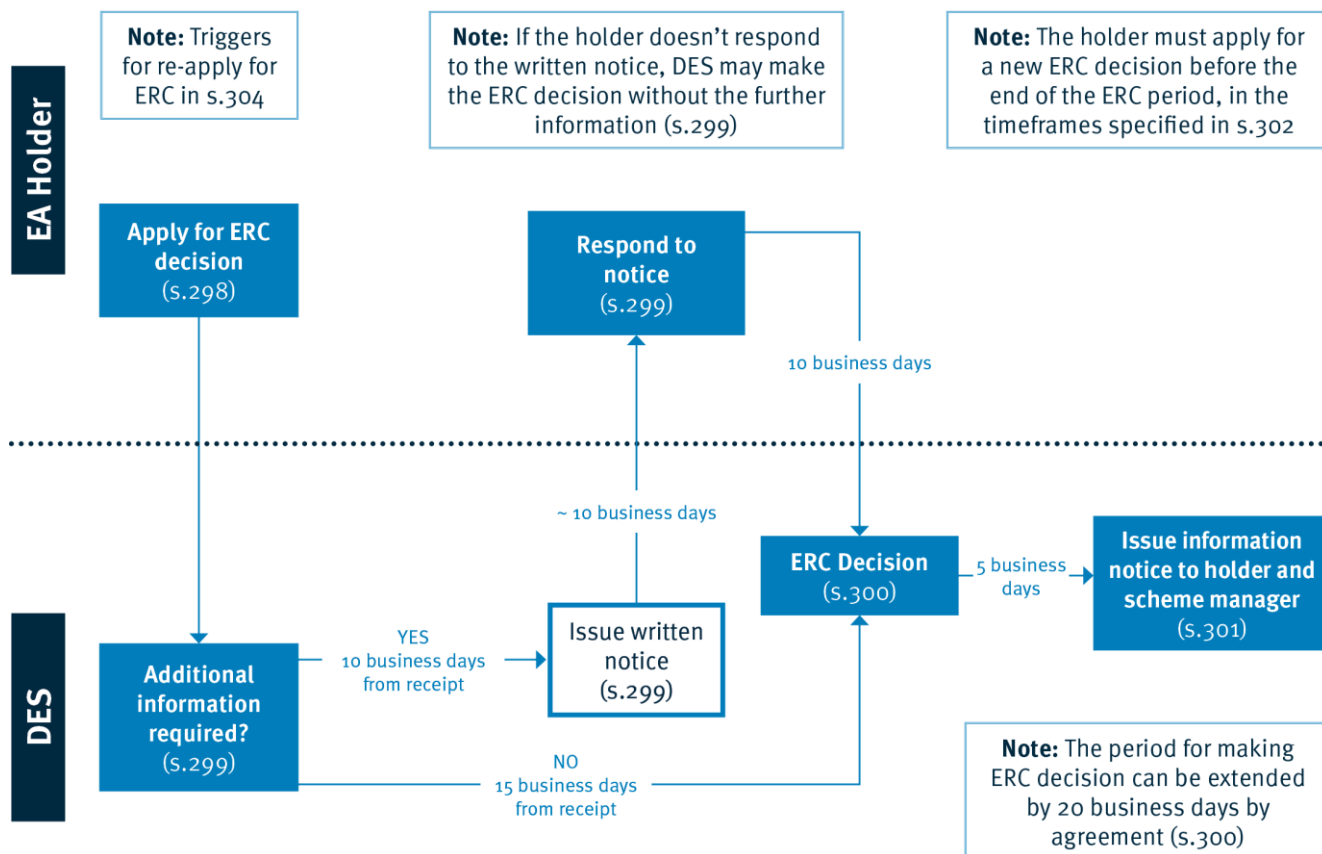 EA Holder
Note: Triggers
for re-apply for
ERC in s.304
Note: If the holder doesn’t respond
to the written notice, DES may make
the ERC decision without the further
information (s.299)
Note: The holder must apply for
a new ERC decision before the
end of the ERC period, in the
timeframes specified in s.302
Apply for ERC
decision
(s.298)
Respond to
notice
(s.299)
10 business days
~ 10 business days
DES
Additional
information
required?
(s.299)
YES
10 business days
from receipt
Issue written
notice
(s.299)
NO
15 business days
from receipt
ERC Decision
(s.300)
5 business
days
Issue information
notice to holder and
scheme manager
(s.301)
Note: The period for making
ERC decision can be extended
by 20 business days by
agreement (s.300)